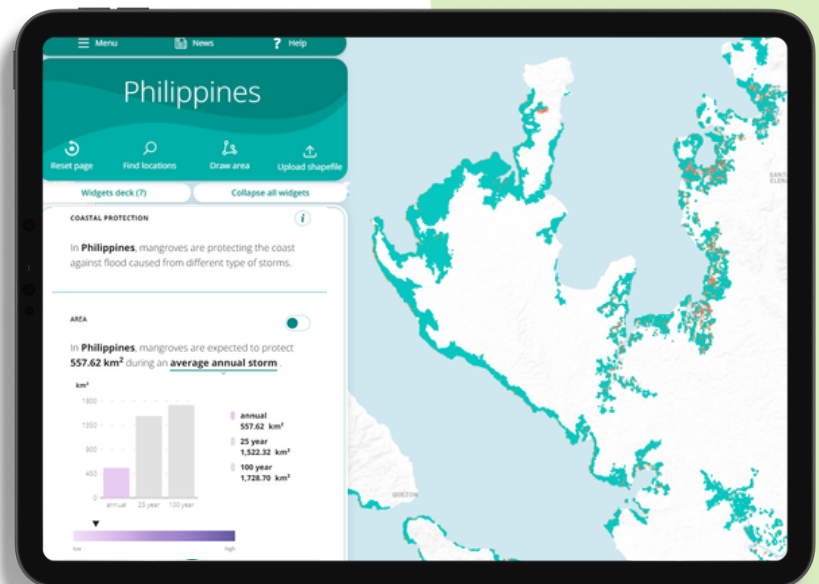 Menu
News
? Help
Philippines
Reset page
Find locations
Draw area
Upload shapefile
Widgets deck (7)
Collapse all widgets
COASTAL PROTECTION
i
In Philippines, mangroves are protecting the coast
against flood caused from different type of storms.
AREA
In Philippines, mangroves are expected to protect
557.62 km² during an average annual storm .
km²
1800
1350
900
450
0
annual
25 year
100 year
annual
557.62 km²
25 year
1,522.32 km²
100 year
1,728.70 km²
low
high
QUEZON
SANTA
ELENA